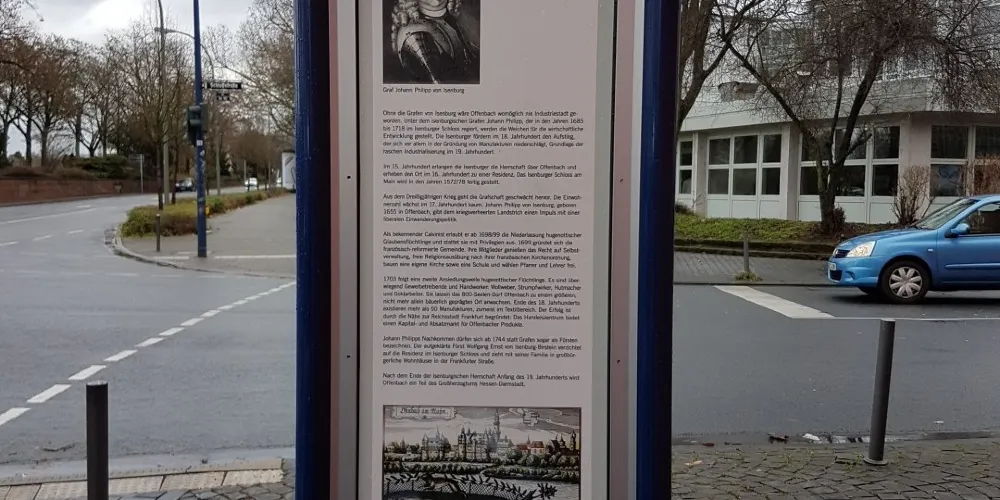 Graf Johann Philipp von Isenburg
Ohne die Grafen von Isenburg wäre Offenbach womöglich nie Industriestadt ge-
worden. Unter dem isenburgischen Grafen Johann Philip, der in den Jahren 1685
bis 1718 im Isenburger Schloss regiert, werden die Weichen für die wirtschaftliche
Entwicklung gestellt. Die Isenburger fördern im 18. Jahrhundert den Aufstieg,
der sich vor allem in der Gründung von Manufakturen niederschlägt, Grundlage der
raschen Industrialisierung im 19. Jahrhundert.
Im 15. Jahrhundert erlangen die Isenburger die Herrschaft über Offenbach und
erheben den Ort im 16. Jahrhundert zu einer Residenz. Das Isenburger Schloss am
Main wird in den Jahren 1572/78 fertig gestellt.
Aus dem Dreißigjährigen Krieg geht die Grafschaft geschwächt hervor. Die Einwoh-
nerzahl wächst im 17. Jahrhundert kaum. Johann Philipp von Isenburg, geboren
1655 in Offenbach, gibt dem kriegsverheerten Landstrich einen Impuls mit einer
liberalen Einwanderungspolitik.
Als bekennender Calvinist erlaubt er ab 1698/99 die Niederlassung hugenottischer
Glaubensflüchtlinge und stattet sie mit Privilegien aus. 1699 gründet sich die
französisch-reformierte Gemeinde. Ihre Mitglieder genießen das Recht auf Selbst-
verwaltung, freie Religionsausübung nach ihrer französischen Kirchenordnung,
bauen eine eigene Kirche sowie eine Schule und wählen Pfarrer und Lehrer frei.
1703 folgt eine zweite Ansiedlungswelle hugenottischer Flüchtlinge. Es sind über-
wiegend Gewerbetreibende und Handwerker: Wollweber, Strumpfwirker, Hutmacher
und Goldarbeiter. Sie lassen das 800-Seelen-Dorf Offenbach zu einem größeren,
nicht mehr allein bäuerlich geprägten Ort anwachsen. Ende des 18. Jahrhunderts
existieren mehr als 50 Manufakturen, zumeist im Textilbereich. Der Erfolg ist
durch die Nähe zur Reichsstadt Frankfurt begründet: Das Handelszentrum bietet
einen Kapital- und Absatzmarkt für Offenbacher Produkte.
Johann Philipps Nachkommen dürfen sich ab 1744 statt Grafen sogar als Fürsten
bezeichnen. Der aufgeklärte Fürst Wolfgang Ernst von Isenburg-Birstein verzichtet
auf die Residenz im Isenburger Schloss und zieht mit seiner Familie in großbür-
gerliche Wohnhäuser in der Frankfurter Straße.
Nach dem Ende der isenburgischen Herrschaft Anfang des 19. Jahrhunderts wird
Offenbach ein Teil des Großherzogtums Hessen-Darmstadt.